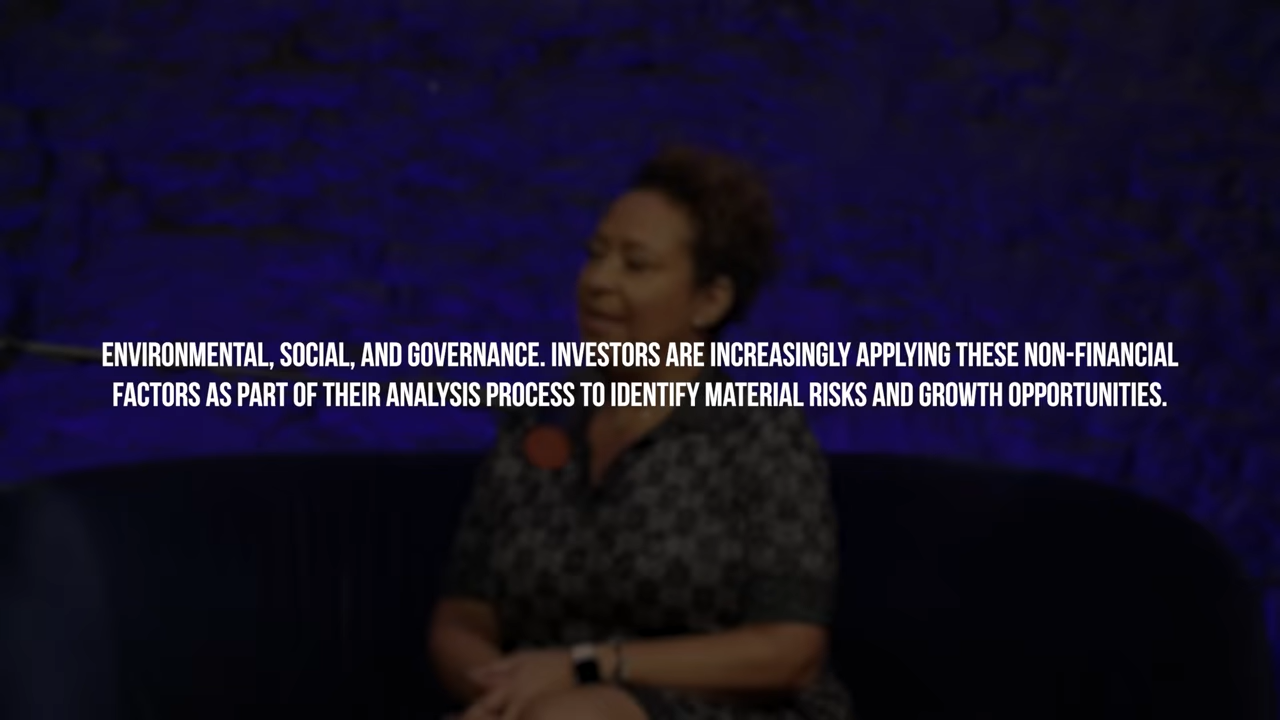 ENVIRONMENTAL, SOCIAL, AND GOVERNANCE. INVESTORS ARE INCREASINGLY APPLYING THESE NON-FINANCIAL
FACTORS AS PART OF THEIR ANALYSIS PROCESS TO IDENTIFY MATERIAL RISKS AND GROWTH OPPORTUNITIES.